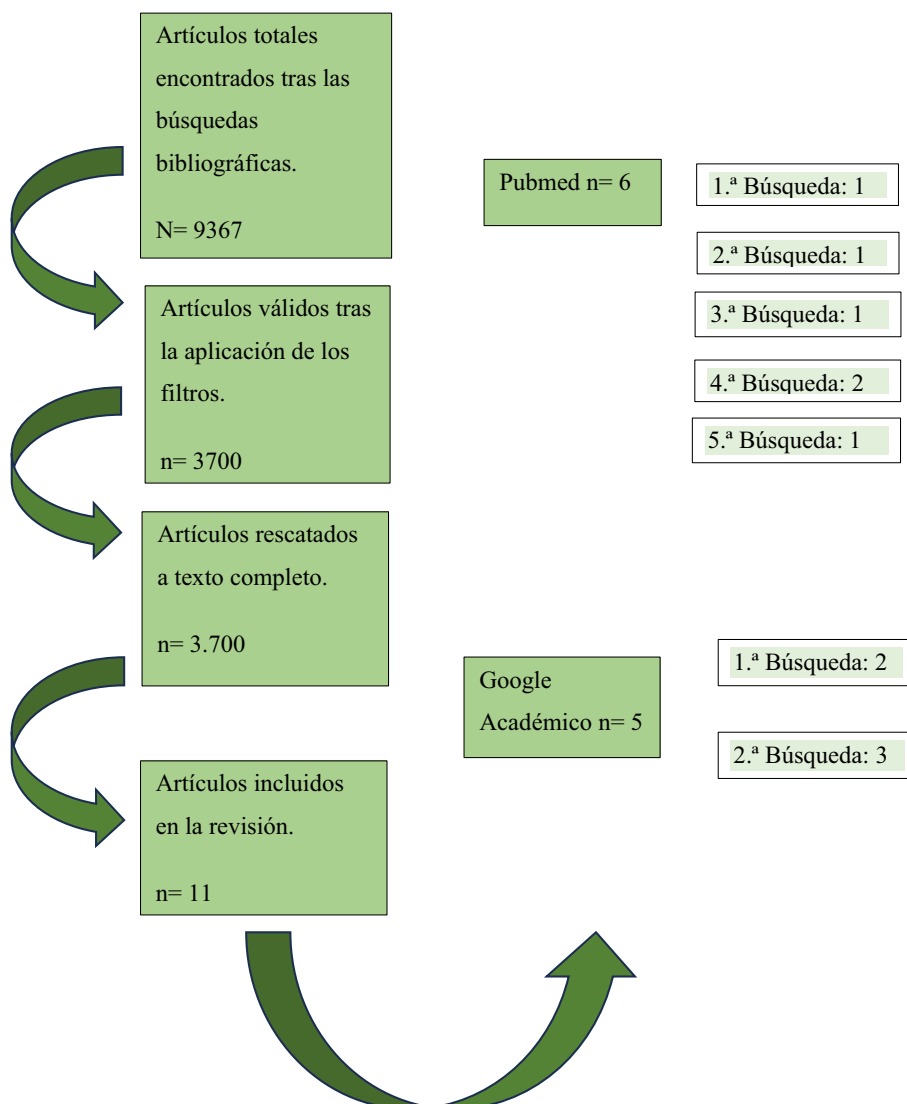 Artículos totales
encontrados tras las
búsquedas
bibliográficas.
N= 9367
Artículos válidos tras
la aplicación de los
filtros.
n= 3700
Artículos rescatados
a texto completo.
n= 3.700
Artículos incluidos
en la revisión.
n= 11
Pubmed n= 6
1.ª Búsqueda: 1
2.ª Búsqueda: 1
3.ª Búsqueda: 1
4.ª Búsqueda: 2
5.ª Búsqueda: 1
Google
Académico n= 5
1.ª Búsqueda: 2
2.ª Búsqueda: 3